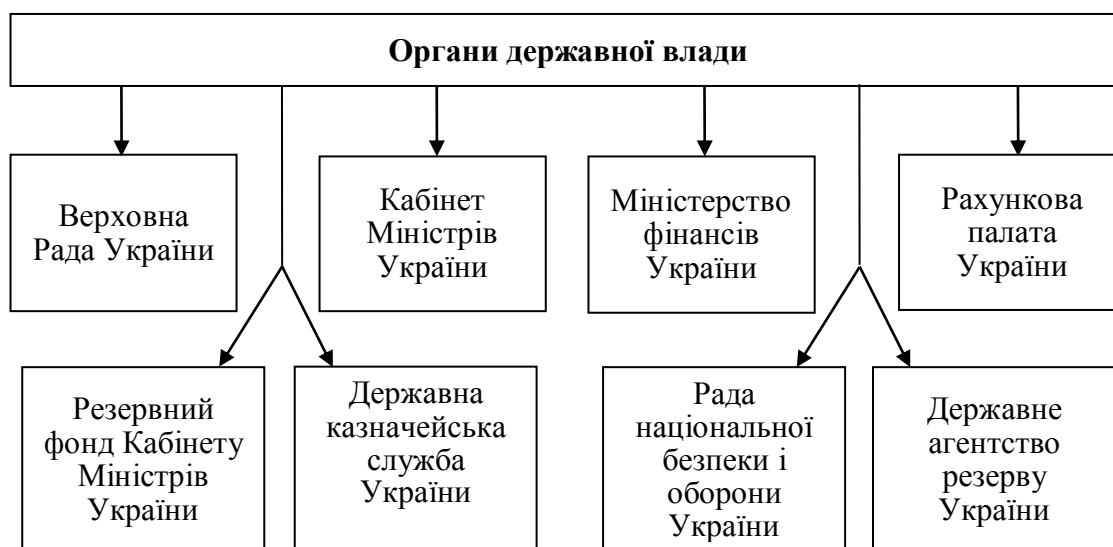 Органи державної влади
Верховна
Рада України
Кабінет
Міністрів
України
Міністерство
фінансів
України
Рахункова
палата
України
Резервний
фонд Кабінету
Міністрів
України
Державна
казначейська
служба
України
Рада
національної
безпеки і
оборони
України
Державне
агентство
резерву
України